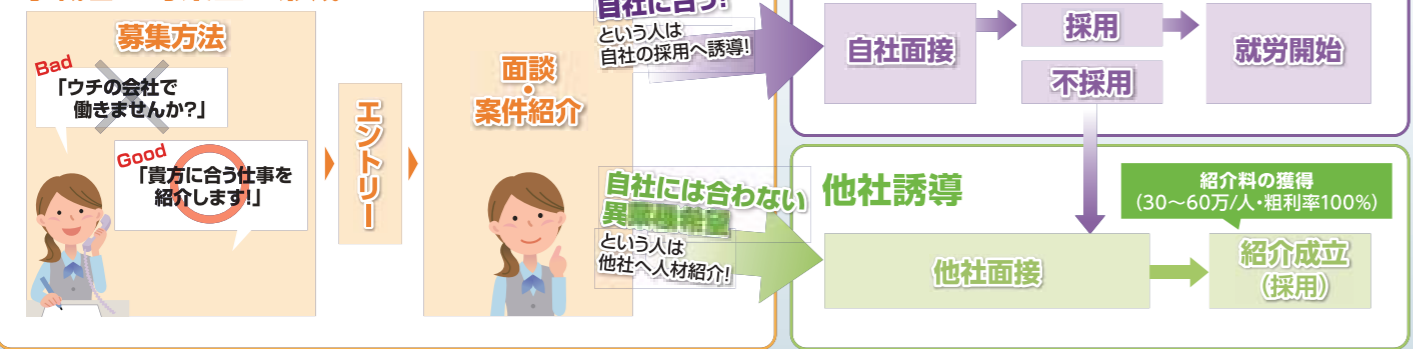 募集方法
Bad
「ウチの会社で
働きませんか?」
Good
「貴方に合う仕事を
紹介します!」
エントリー
面談
・
案件紹介
自社に合う!
という人は
自社の採用へ誘導!
自社面接
採用
不採用
就労開始
自社には合わない
異
という人は
他社へ人材紹介!
他社誘導
紹介料の獲得
(30〜60万/人・粗利率100%)
他社面接
紹介成立
(採用)